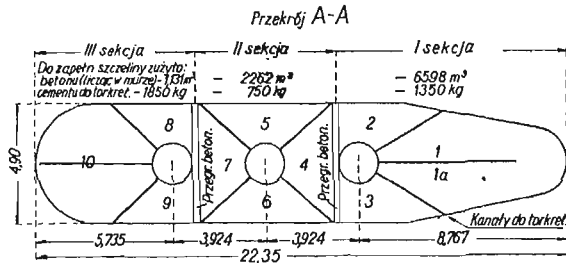 Przekrój A-A
III sekcja
II sekcja
I sekcja
Do zapełn szczeliny zużyto:
betonu (licząc w murze) - 1,131 m³ - 2262 m³ - 6598 m³
cementu do torkret. - 1850 kg - 750 kg - 1350 kg
8
5
2
10
7
4
1
1a
9
6
3
Przegr. beton.
Przegr. beton.
4,90
Kanały do torkret.
5,735
3,924
3,924
8,767
22,35